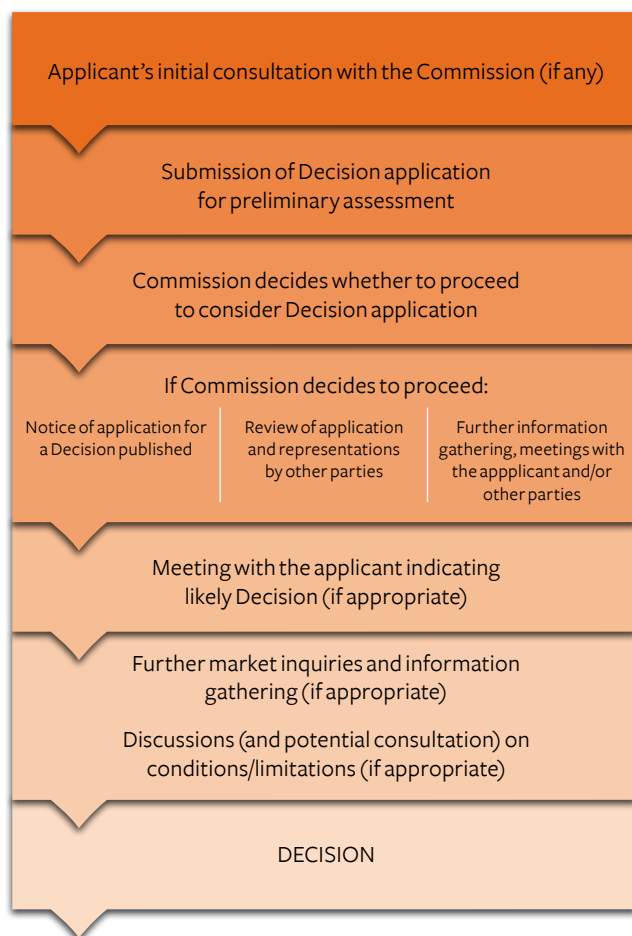 Applicant’s initial consultation with the Commission (if any)
Submission of Decision application
for preliminary assessment
Commission decides whether to proceed
to consider Decision application
If Commission decides to proceed:
Notice of application for
a Decision published
Review of application
and representations
by other parties
Further information
gathering, meetings with
the appplicant and/or
other parties
Meeting with the applicant indicating
likely Decision (if appropriate)
Further market inquiries and information
gathering (if appropriate)
Discussions (and potential consultation) on
conditions/limitations (if appropriate)
DECISION